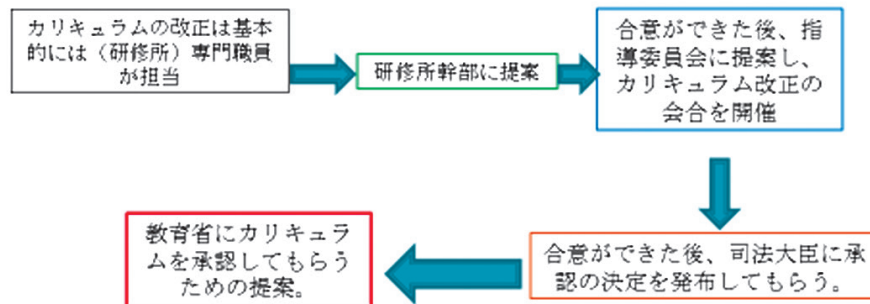 カリキュラムの改正は基本
的には（研修所）専門職員
が担当
研修所幹部に提案
合意ができた後、指
導委員会に提案し、
カリキュラム改正の
会合を開催
合意ができた後、司法大臣に承
認の決定を発布してもらう。
教育省にカリキュラ
ムを承認してもらう
ための提案。